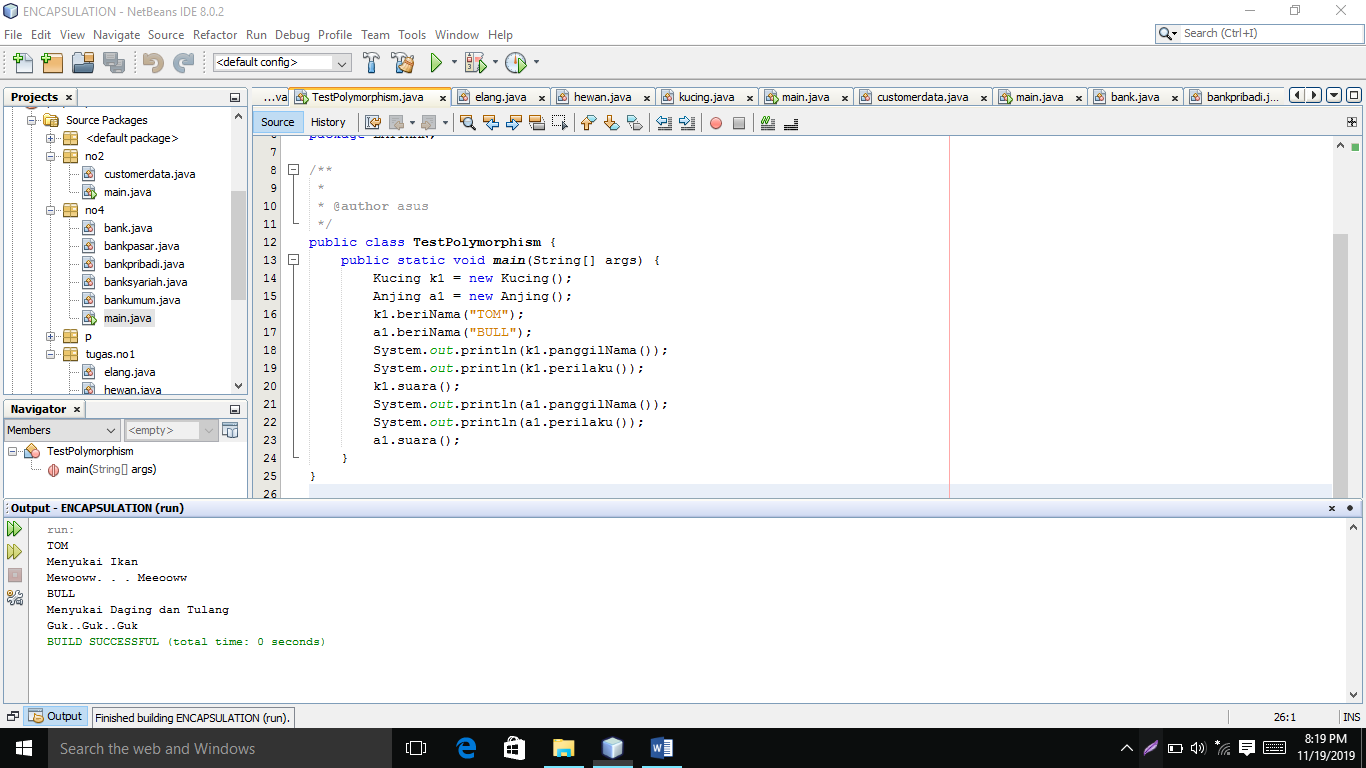 ENCAPSULATION - NetBeans IDE 8.0.2
File Edit View Navigate Source Refactor Run Debug Profile Team Tools Window Help
Search (Ctrl+I)
<default config>
Projects
Source Packages
<default package>
no2
customerdata.java
main.java
no4
bank.java
bankpasar.java
bankpribadi.java
banksyariah.java
bankumum.java
main.java
p
tugas.no1
elang.java
hewan.java
Navigator
Members <empty>
TestPolymorphism
main(String[] args)
...va TestPolymorphism.java elang.java hewan.java kucing.java main.java customerdata.java main.java bank.java bankpribadi.j...
Source History
package
7
8 /**
9 *
10 * @author asus
11 */
12 public class TestPolymorphism {
13 public static void main(String[] args) {
14 Kucing k1 = new Kucing();
15 Anjing a1 = new Anjing();
16 k1.beriNama("TOM");
17 a1.beriNama("BULL");
18 System.out.println(k1.panggilNama());
19 System.out.println(k1.perilaku());
20 k1.suara();
21 System.out.println(a1.panggilNama());
22 System.out.println(a1.perilaku());
23 a1.suara();
24 }
25 }
26
Output - ENCAPSULATION (run)
run:
TOM
Menyukai Ikan
Mewooww. . . Meeooww
BULL
Menyukai Daging dan Tulang
Guk..Guk..Guk
BUILD SUCCESSFUL (total time: 0 seconds)
Output Finished building ENCAPSULATION (run).
26:1 INS
Search the web and Windows
8:19 PM
11/19/2019